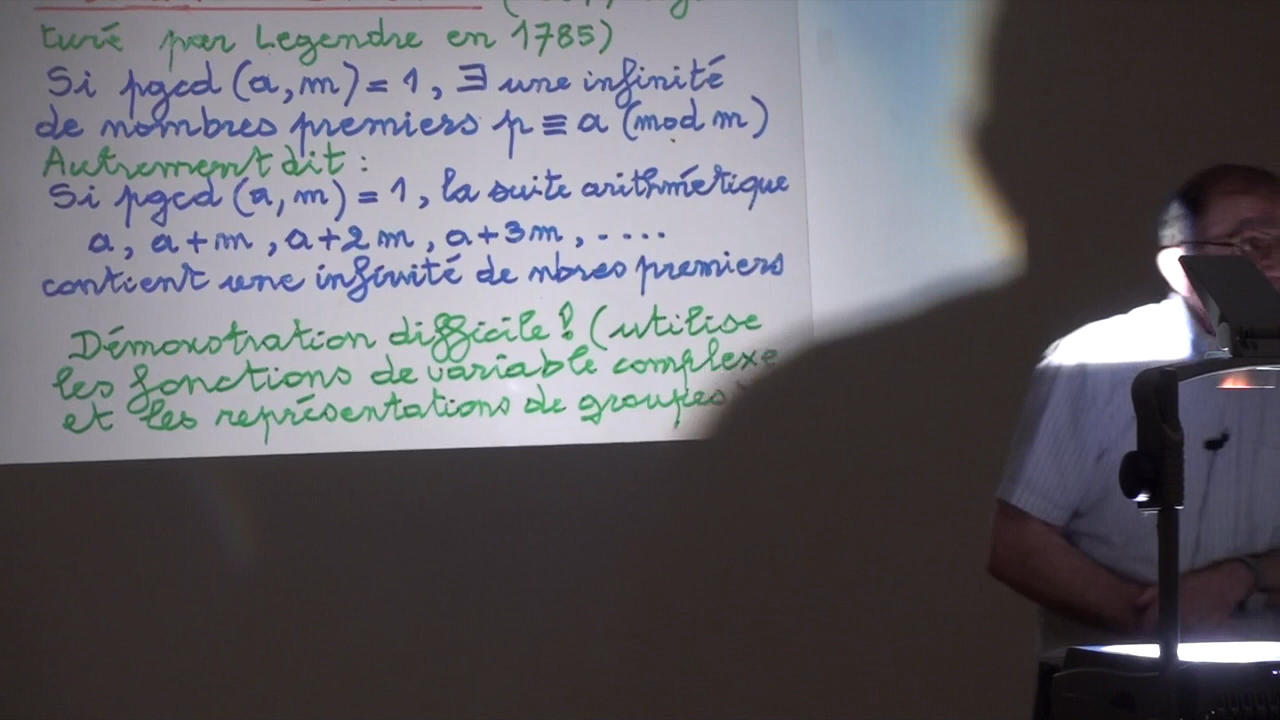 turé par Legendre en 1785)
Si pgcd (a, m) = 1, ∃ une infinité
de nombres premiers p ≡ a (mod m)
Autrement dit :
Si pgcd (a, m) = 1, la suite arithmétique
a, a+m, a+2m, a+3m, ....
contient une infinité de nbres premiers
Démonstration difficile ! (utilise
les fonctions de variable complexe
et les représentations de groupes